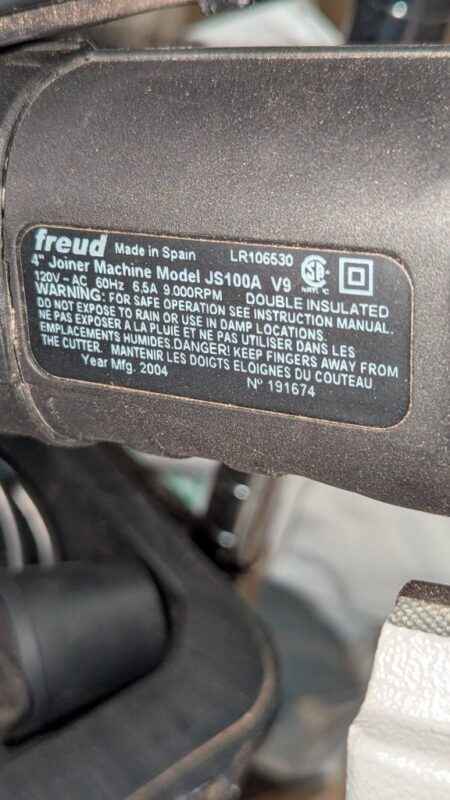 freud Made in Spain LR106530
4" Joiner Machine Model JS100A V9
120V~AC 60Hz 6.5A 9.000RPM DOUBLE INSULATED
WARNING: FOR SAFE OPERATION SEE INSTRUCTION MANUAL.
DO NOT EXPOSE TO RAIN OR USE IN DAMP LOCATIONS.
NE PAS EXPOSER A LA PLUIE ET NE PAS UTILISER DANS LES
EMPLACEMENTS HUMIDES.DANGER! KEEP FINGERS AWAY FROM
THE CUTTER. MANTENIR LES DOIGTS ELOIGNES DU COUTEAU
Year Mfg. 2004 Nº 191674